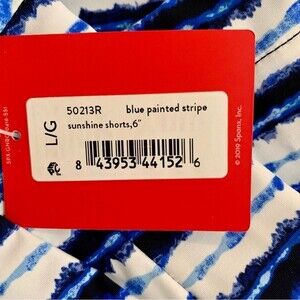 50213R blue painted stripe
L/G
sunshine shorts,6"
8 43953 44152 6
© 2019 Spanx, Inc.